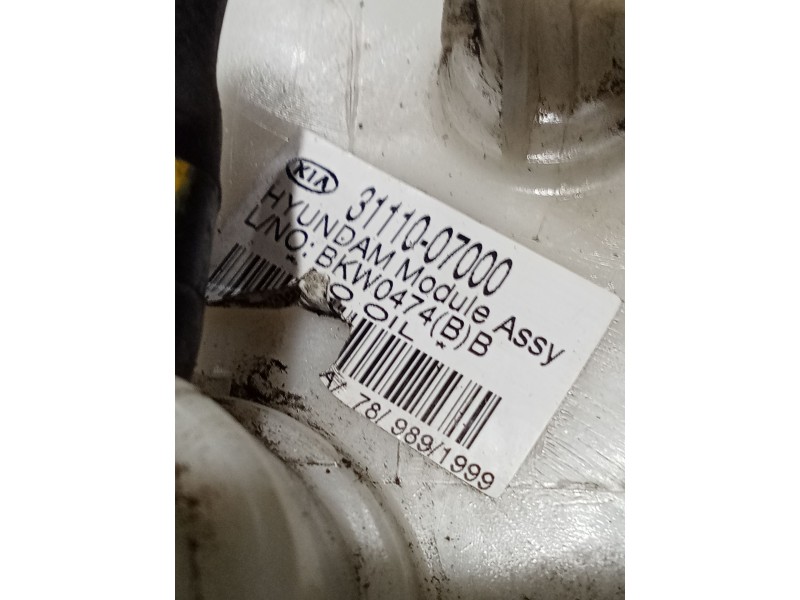 KIA
31110-07000
HYUNDAM Module Assy
L/NO: BKW0474(B)B
OIL *
78/ 989/1999